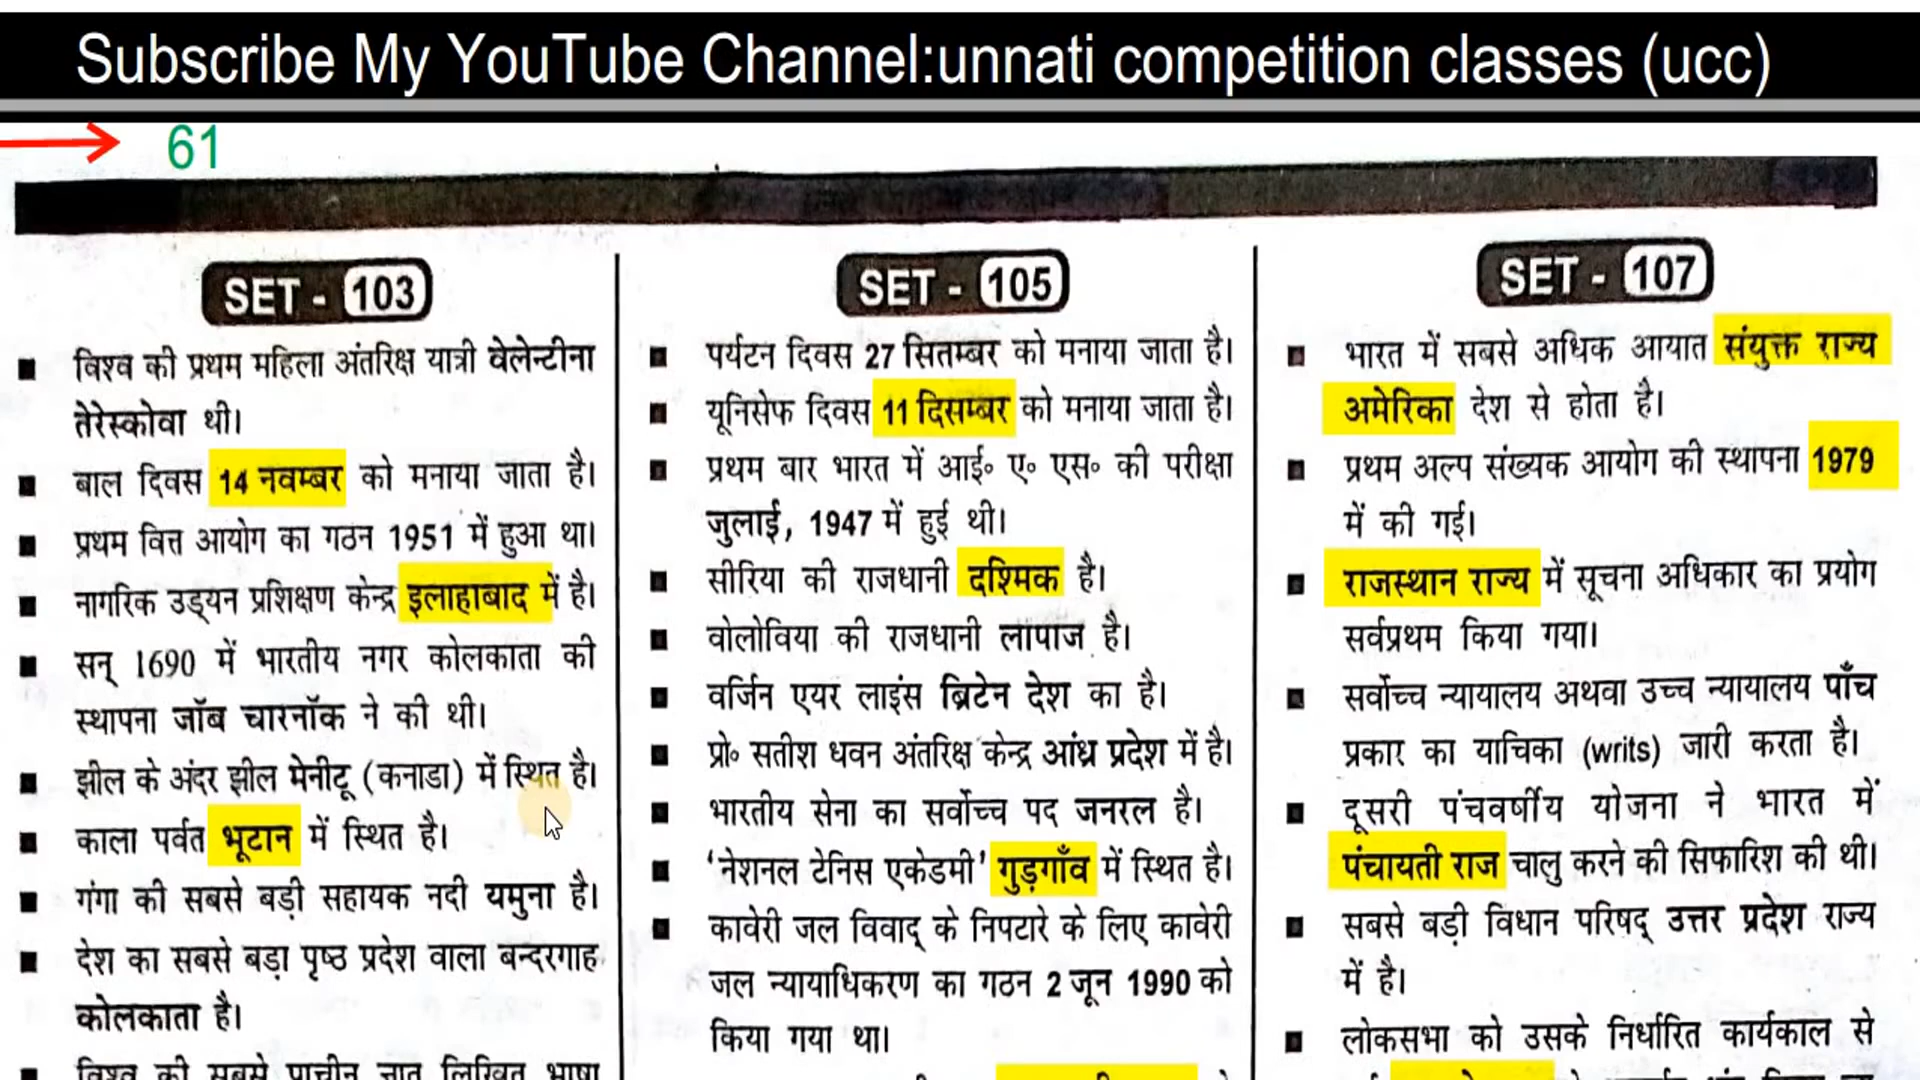 Subscribe My YouTube Channel:unnati competition classes (ucc)
61
SET - 103
विश्व की प्रथम महिला अंतरिक्ष यात्री वेलेन्टीना
तेरेस्कोवा थी।
बाल दिवस 14 नवम्बर को मनाया जाता है।
प्रथम वित्त आयोग का गठन 1951 में हुआ था।
नागरिक उड्यन प्रशिक्षण केन्द्र इलाहाबाद में है।
सन् 1690 में भारतीय नगर कोलकाता की
स्थापना जॉब चारनॉक ने की थी।
झील के अंदर झील मेनीटू (कनाडा) में स्थित है।
काला पर्वत भूटान में स्थित है।
गंगा की सबसे बड़ी सहायक नदी यमुना है।
देश का सबसे बड़ा पृष्ठ प्रदेश वाला बन्दरगाह
कोलकाता है।
विश्व की सबसे प्राचीन ज्ञात लिखित भाषा
SET - 105
पर्यटन दिवस 27 सितम्बर को मनाया जाता है।
यूनिसेफ दिवस 11 दिसम्बर को मनाया जाता है।
प्रथम बार भारत में आई॰ ए॰ एस॰ की परीक्षा
जुलाई, 1947 में हुई थी।
सीरिया की राजधानी दश्मिक है।
वोलोविया की राजधानी लापाज है।
वर्जिन एयर लाइंस ब्रिटेन देश का है।
प्रो॰ सतीश धवन अंतरिक्ष केन्द्र आंध्र प्रदेश में है।
भारतीय सेना का सर्वोच्च पद जनरल है।
‘नेशनल टेनिस एकेडमी’ गुड़गाँव में स्थित है।
कावेरी जल विवाद् के निपटारे के लिए कावेरी
जल न्यायाधिकरण का गठन 2 जून 1990 को
किया गया था।
SET - 107
भारत में सबसे अधिक आयात संयुक्त राज्य
अमेरिका देश से होता है।
प्रथम अल्प संख्यक आयोग की स्थापना 1979
में की गई।
राजस्थान राज्य में सूचना अधिकार का प्रयोग
सर्वप्रथम किया गया।
सर्वोच्च न्यायालय अथवा उच्च न्यायालय पाँच
प्रकार का याचिका (writs) जारी करता है।
दूसरी पंचवर्षीय योजना ने भारत में
पंचायती राज चालु करने की सिफारिश की थी।
सबसे बड़ी विधान परिषद् उत्तर प्रदेश राज्य
में है।
लोकसभा को उसके निर्धारित कार्यकाल से